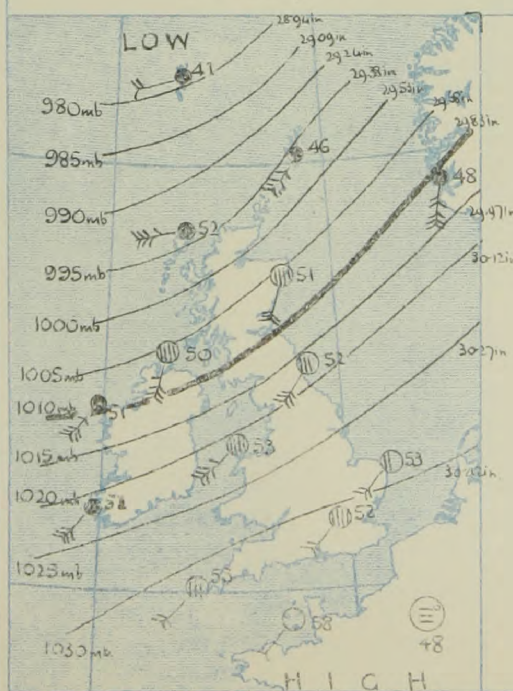 LOW
28.94in
29.09in
29.24in
29.38in
29.53in
29.68in
29.83in
41
980mb
985mb
46
48
990mb
52
29.97in
995mb
30.12in
51
1000mb
50
52
30.27in
1005mb
1010mb
51
1015mb
53
53
1020mb
52
1025mb
55
1030mb
58
48
HIGH